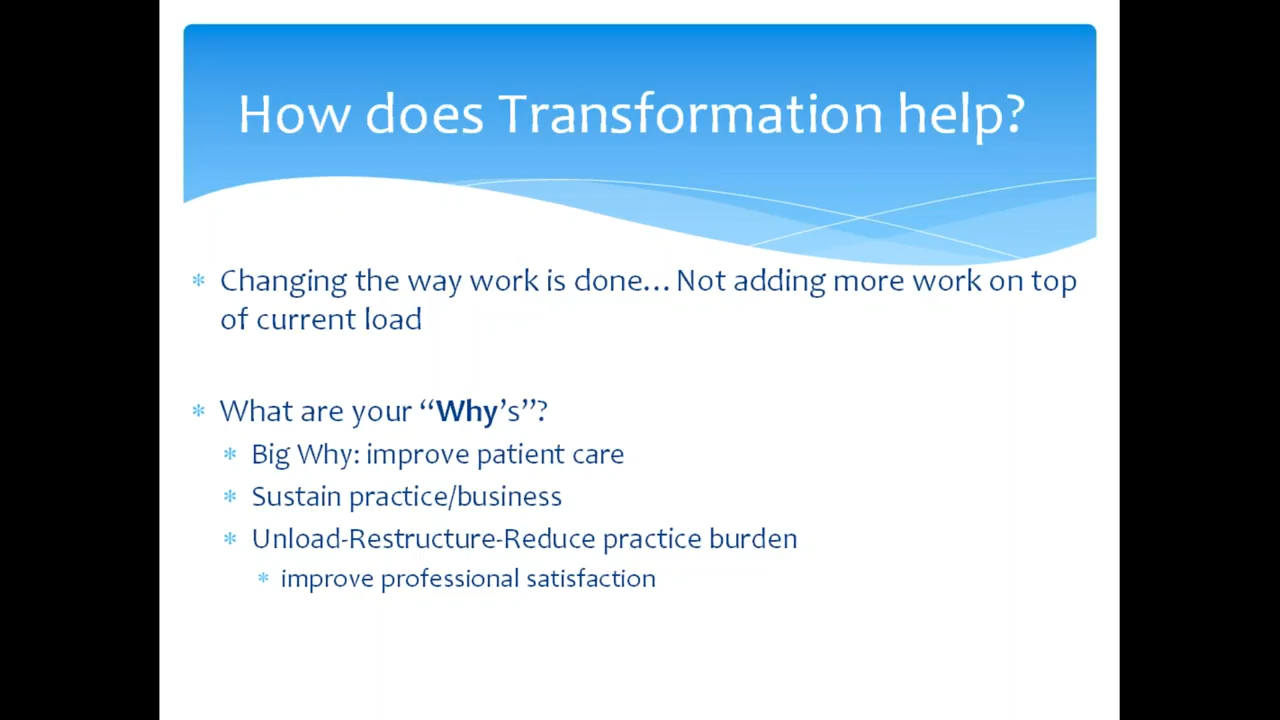 How does Transformation help?
* Changing the way work is done... Not adding more work on top
of current load
* What are your “Why’s”?
* Big Why: improve patient care
* Sustain practice/business
* Unload-Restructure-Reduce practice burden
* improve professional satisfaction